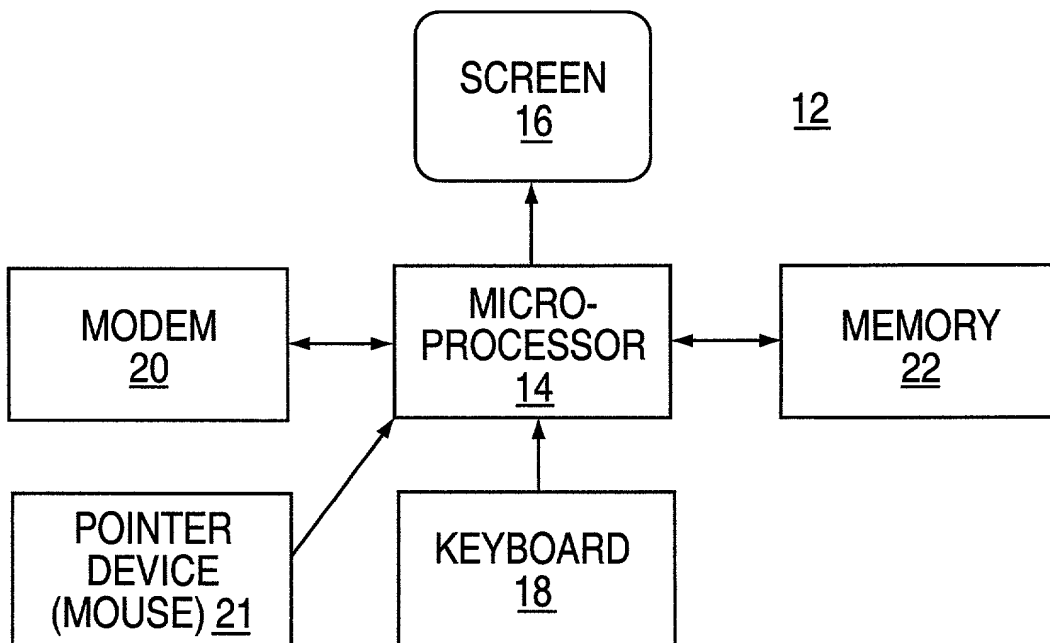 SCREEN
16
12
MODEM
20
MICRO-
PROCESSOR
14
MEMORY
22
POINTER
DEVICE
(MOUSE) 21
KEYBOARD
18